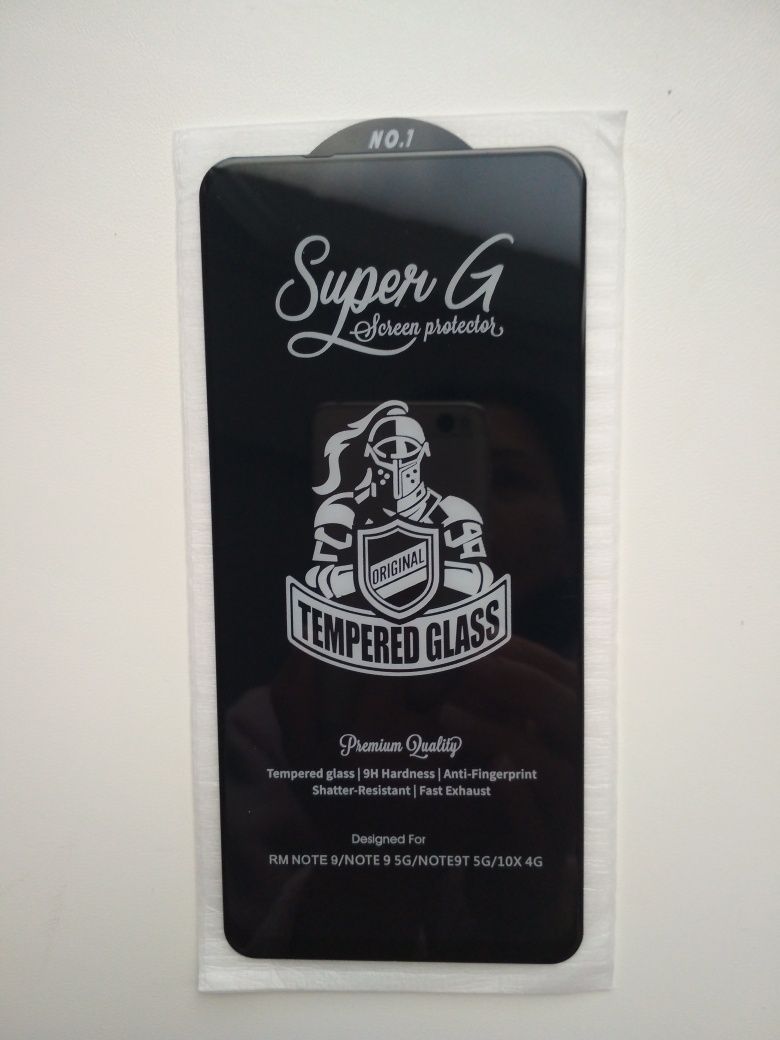 NO.1
Super G
Screen protector
ORIGINAL
TEMPERED GLASS
Premium Quality
Tempered glass | 9H Hardness | Anti-Fingerprint
Shatter-Resistant | Fast Exhaust
Designed For
RM NOTE 9/NOTE 9 5G/NOTE9T 5G/10X 4G